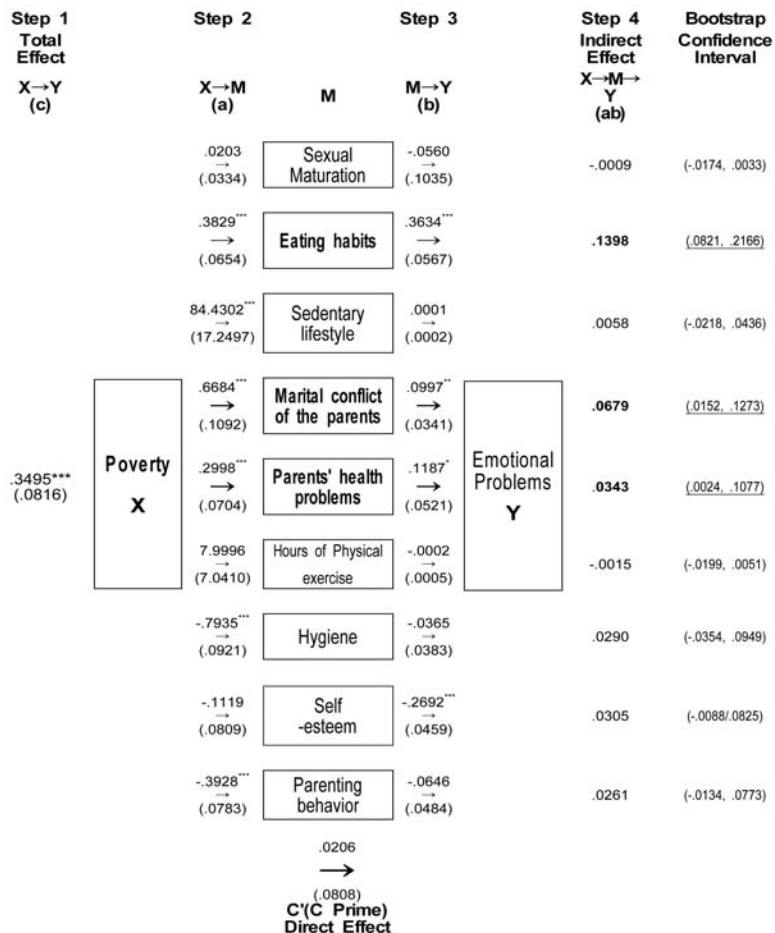 Step 1 Step 2 Step 3 Step 4 Bootstrap
Total Indirect Confidence
Effect Effect Interval
X→Y X→M M M→Y X→M→
(c) (a) (b) Y
(ab)
.0203 Sexual -.0560
→ Maturation → -.0009 (-.0174, .0033)
(.0334) (.1035)
.3829*** .3634***
→ Eating habits → .1398 (.0821, .2166)
(.0654) (.0567)
84.4302*** Sedentary .0001
→ lifestyle → .0058 (-.0218, .0436)
(17.2497) (.0002)
.6684*** Marital conflict .0997**
→ of the parents → .0679 (.0152, .1273)
(.1092) (.0341)
.3495*** Poverty .2998*** Parents' health .1187* Emotional
(.0816) X → problems → Problems .0343 (.0024, .1077)
(.0704) (.0521) Y
7.9996 Hours of Physical -.0002
→ exercise → -.0015 (-.0199, .0051)
(7.0410) (.0005)
-.7935*** -.0365
→ Hygiene → .0290 (-.0354, .0949)
(.0921) (.0383)
-.1119 Self -.2692***
→ -esteem → .0305 (-.0088/.0825)
(.0809) (.0459)
-.3928*** Parenting -.0646
→ behavior → .0261 (-.0134, .0773)
(.0783) (.0484)
.0206
→
(.0808)
C'(C Prime)
Direct Effect